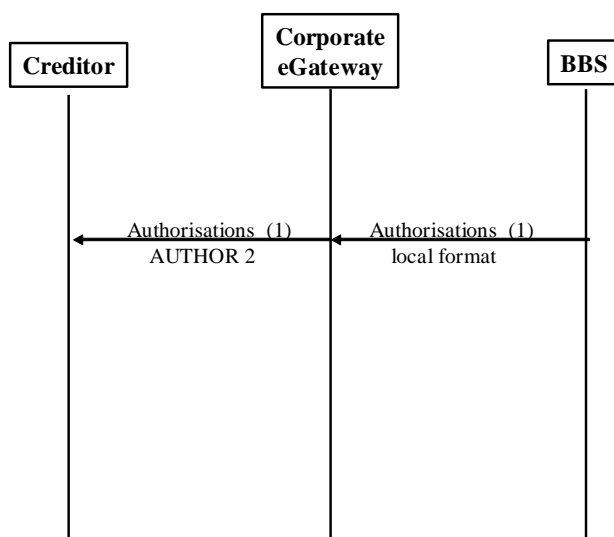 Creditor
Corporate
eGateway
BBS
Authorisations (1)
AUTHOR 2
Authorisations (1)
local format